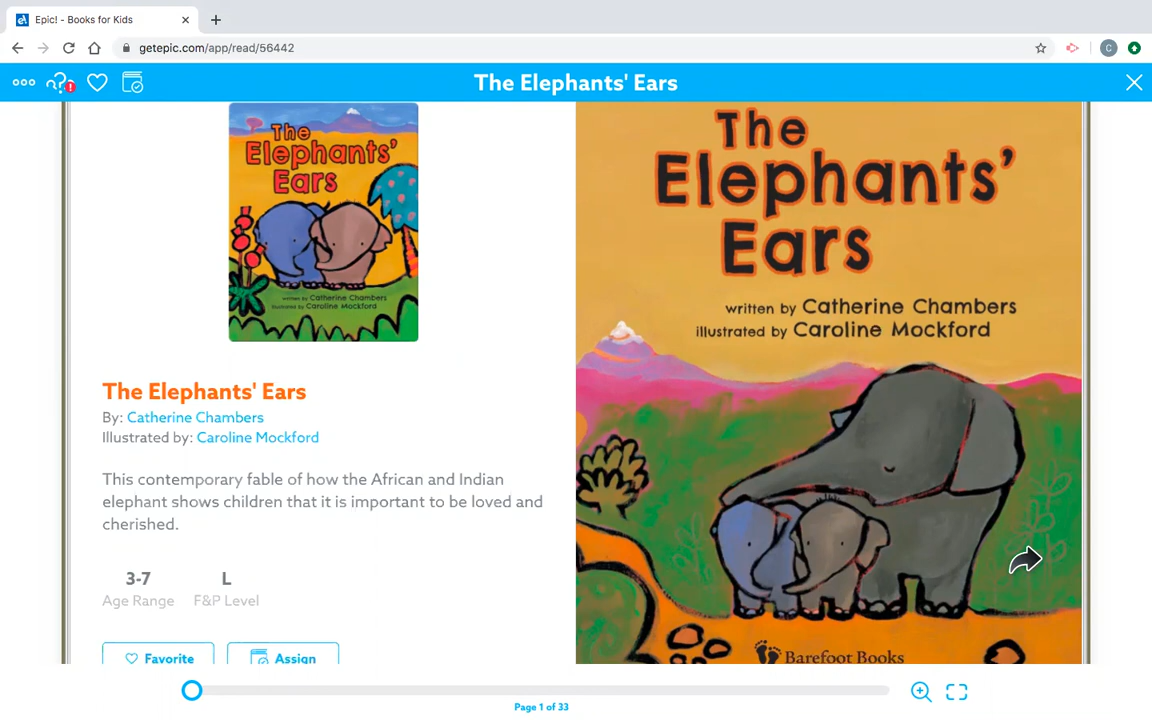 Epic! - Books for Kids
getepic.com/app/read/56442
C
The Elephants' Ears
The
Elephants'
Ears
written by Catherine Chambers
illustrated by Caroline Mockford
The Elephants' Ears
By: Catherine Chambers
Illustrated by: Caroline Mockford
This contemporary fable of how the African and Indian
elephant shows children that it is important to be loved and
cherished.
3-7 L
Age Range F&P Level
Favorite Assign
The
Elephants'
Ears
written by Catherine Chambers
illustrated by Caroline Mockford
Barefoot Books
Page 1 of 33